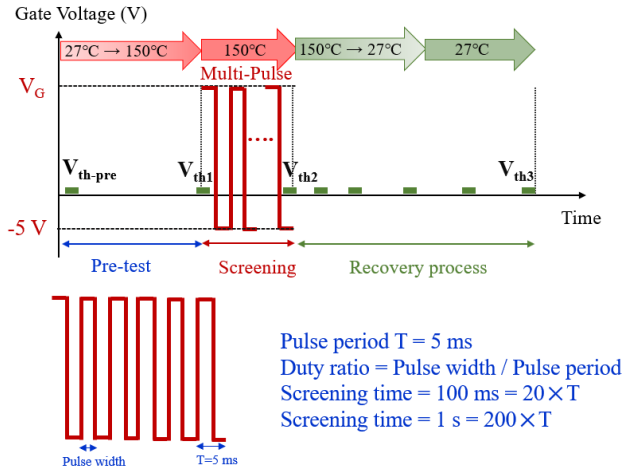 Gate Voltage (V)
27℃ → 150℃
150℃
150℃ → 27℃
27℃
Multi-Pulse
V_G
V_th-pre
V_th1
V_th2
V_th3
Time
-5 V
Pre-test
Screening
Recovery process
Pulse period T = 5 ms
Duty ratio = Pulse width / Pulse period
Screening time = 100 ms = 20×T
Screening time = 1 s = 200×T
Pulse width
T=5 ms